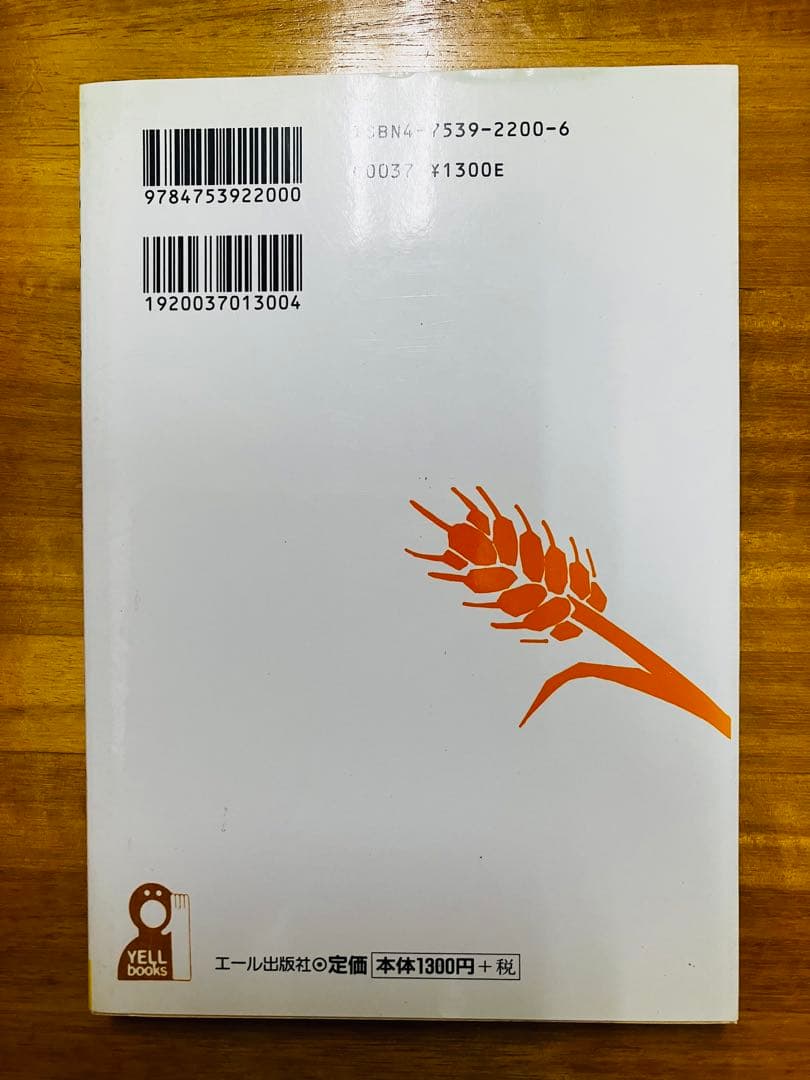 ISBN4-7539-2200-6
9784753922000
0037 ¥1300E
1920037013004
YELL
books
エール出版社 定価 本体1300円+税